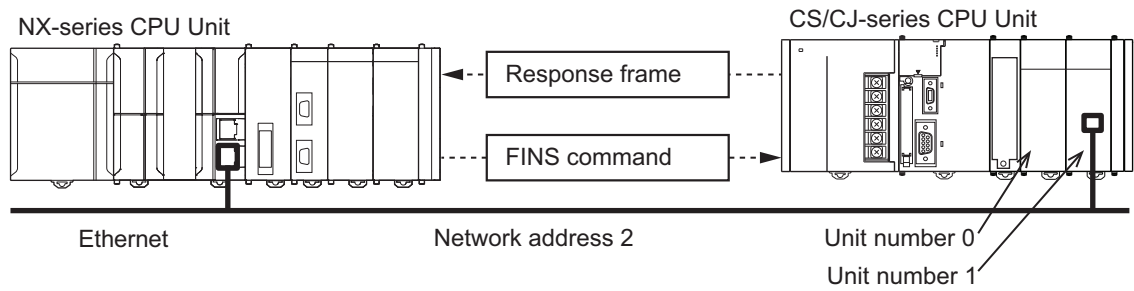 NX-series CPU Unit
CS/CJ-series CPU Unit
Response frame
FINS command
Ethernet
Network address 2
Unit number 0
Unit number 1